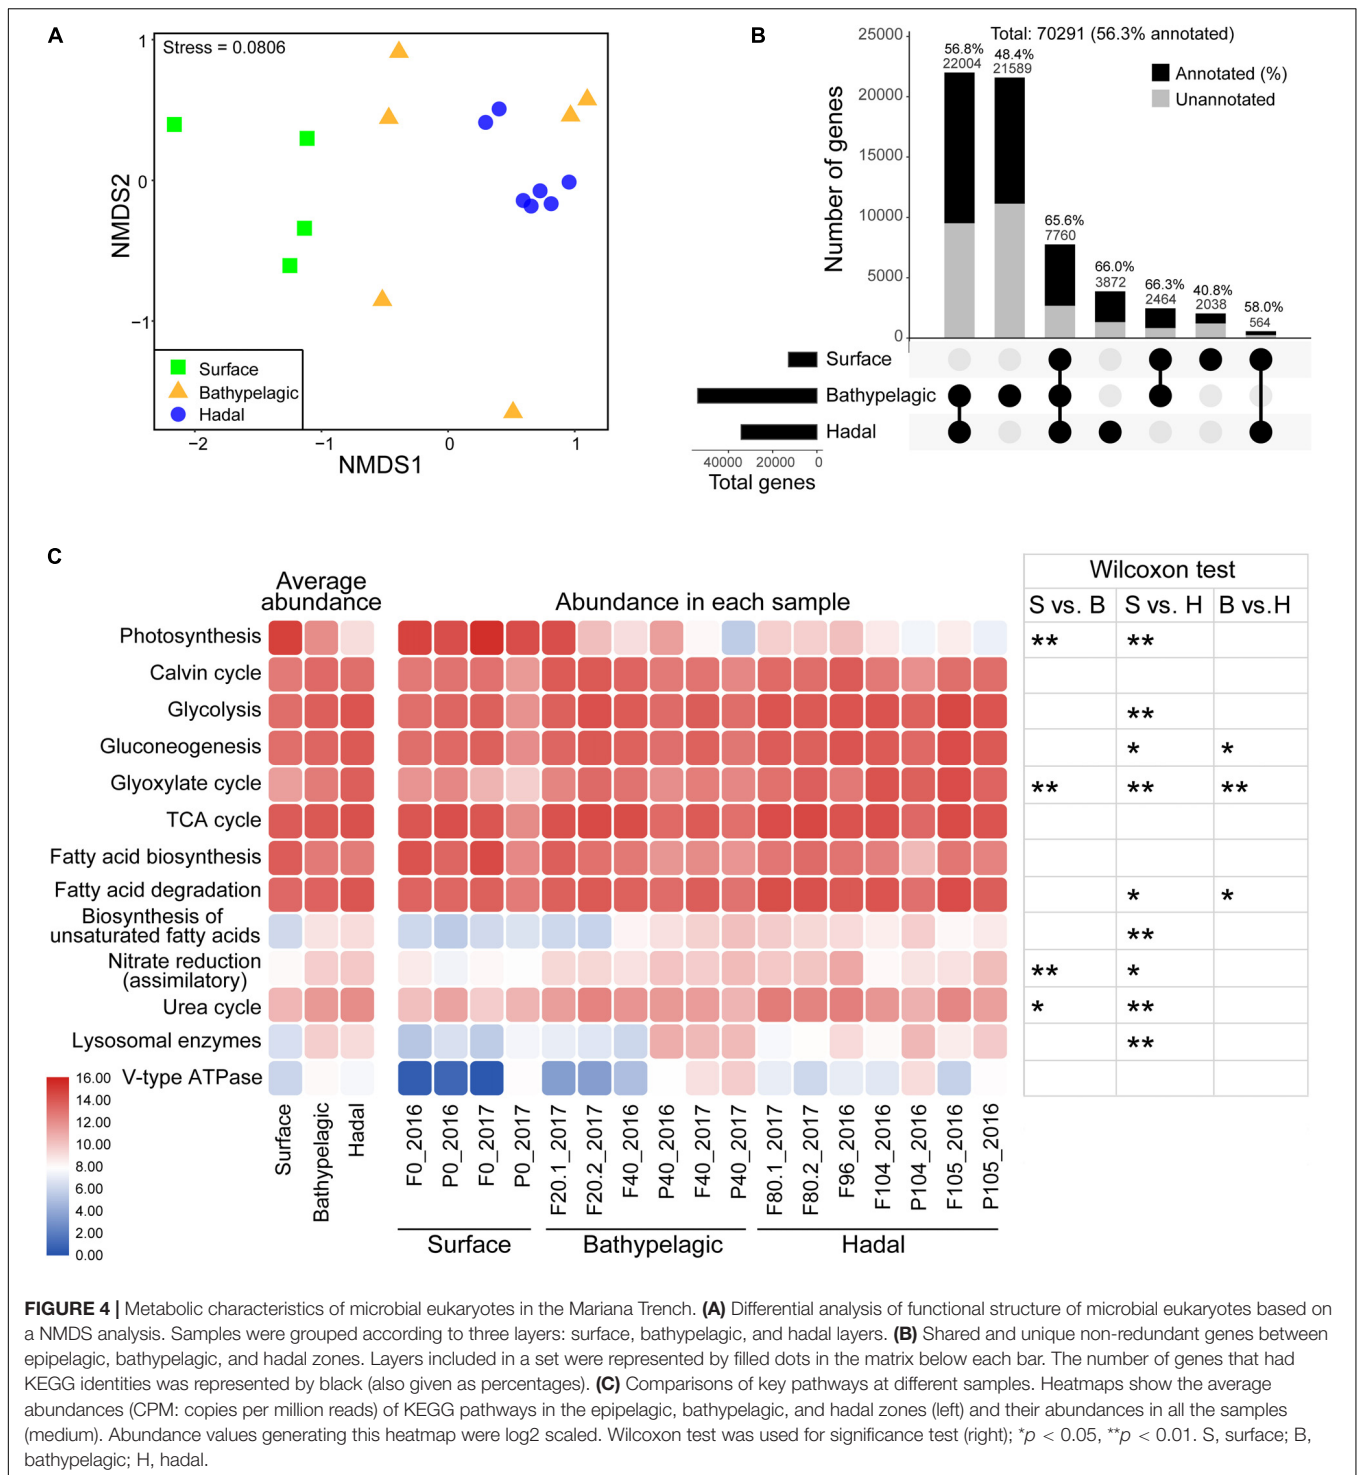 A
Stress = 0.0806
1
0
−1
NMDS2
Surface
Bathypelagic
Hadal
−2
−1
0
1
NMDS1
B
Total: 70291 (56.3% annotated)
Annotated (%)
Unannotated
25000
20000
15000
10000
5000
0
Number of genes
56.8%
22004
48.4%
21589
65.6%
7760
66.0%
3872
66.3%
2464
40.8%
2038
58.0%
564
Surface
Bathypelagic
Hadal
40000 20000 0
Total genes
C
Average
abundance
Abundance in each sample
Wilcoxon test
S vs. B S vs. H B vs.H
Photosynthesis ** **
Calvin cycle
Glycolysis **
Gluconeogenesis * *
Glyoxylate cycle ** ** **
TCA cycle
Fatty acid biosynthesis
Fatty acid degradation * *
Biosynthesis of
unsaturated fatty acids **
Nitrate reduction
(assimilatory) ** *
Urea cycle * **
Lysosomal enzymes **
V-type ATPase
16.00
14.00
12.00
10.00
8.00
6.00
4.00
2.00
0.00
Surface
Bathypelagic
Hadal
F0_2016
P0_2016
F0_2017
P0_2017
F20.1_2017
F20.2_2017
F40_2016
P40_2016
F40_2017
P40_2017
F80.1_2017
F80.2_2017
F96_2016
F104_2016
P104_2016
F105_2016
P105_2016
Surface
Bathypelagic
Hadal
FIGURE 4 | Metabolic characteristics of microbial eukaryotes in the Mariana Trench. (A) Differential analysis of functional structure of microbial eukaryotes based on
a NMDS analysis. Samples were grouped according to three layers: surface, bathypelagic, and hadal layers. (B) Shared and unique non-redundant genes between
epipelagic, bathypelagic, and hadal zones. Layers included in a set were represented by filled dots in the matrix below each bar. The number of genes that had
KEGG identities was represented by black (also given as percentages). (C) Comparisons of key pathways at different samples. Heatmaps show the average
abundances (CPM: copies per million reads) of KEGG pathways in the epipelagic, bathypelagic, and hadal zones (left) and their abundances in all the samples
(medium). Abundance values generating this heatmap were log2 scaled. Wilcoxon test was used for significance test (right); *p < 0.05, **p < 0.01. S, surface; B,
bathypelagic; H, hadal.